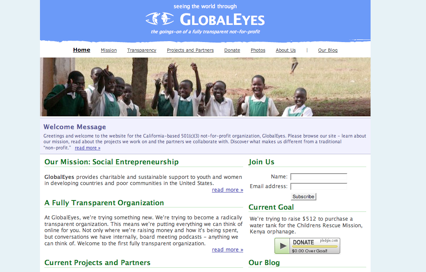 seeing the world through
GLOBALEYES
the goings-on of a fully transparent not-for-profit
Home Mission Transparency Projects and Partners Donate Photos About Us | Our Blog
Welcome Message
Greetings and welcome to the website for the California-based 501(c)(3) not-for-profit organization, GlobalEyes. Please browse our site - learn about
our mission, read about the projects we work on and the partners we collaborate with. Discover what makes us different from a traditional
"non-profit." read more »
Our Mission: Social Entrepreneurship
GlobalEyes provides charitable and sustainable support to youth and women
in developing countries and poor communities in the United States.
read more »
A Fully Transparent Organization
At GlobalEyes, we're trying something new. We're trying to become a radically
transparent organization. This means we're putting everything we can think of
online for you. Not only where we're raising money and how it's being spent,
but conversations we have internally, board meeting podcasts - anything we
can think of. Welcome to the first fully transparent organization.
read more »
Current Projects and Partners
Join Us
Name:
Email address:
Subscribe
Current Goal
We're trying to raise $512 to purchase a
water tank for the Childrens Rescue Mission,
Kenya orphanage.
DONATE
$0.00 Over Goal!
Our Blog